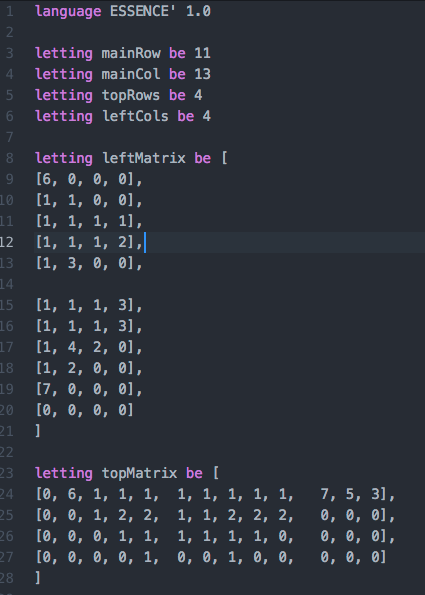 1 language ESSENCE' 1.0
2
3 letting mainRow be 11
4 letting mainCol be 13
5 letting topRows be 4
6 letting leftCols be 4
7
8 letting leftMatrix be [
9 [6, 0, 0, 0],
10 [1, 1, 0, 0],
11 [1, 1, 1, 1],
12 [1, 1, 1, 2],
13 [1, 3, 0, 0],
14
15 [1, 1, 1, 3],
16 [1, 1, 1, 3],
17 [1, 4, 2, 0],
18 [1, 2, 0, 0],
19 [7, 0, 0, 0],
20 [0, 0, 0, 0]
21 ]
22
23 letting topMatrix be [
24 [0, 6, 1, 1, 1,  1, 1, 1, 1, 1,   7, 5, 3],
25 [0, 0, 1, 2, 2,  1, 1, 2, 2, 2,   0, 0, 0],
26 [0, 0, 0, 1, 1,  1, 1, 1, 1, 0,   0, 0, 0],
27 [0, 0, 0, 0, 1,  0, 0, 1, 0, 0,   0, 0, 0]
28 ]